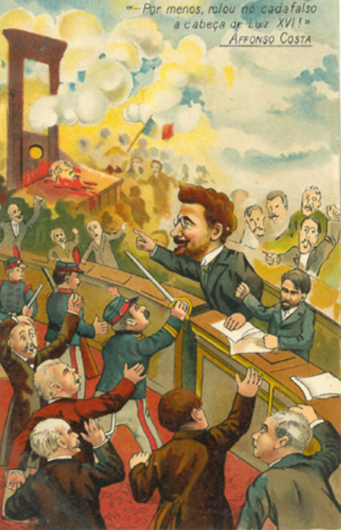 "—Por menos, rolou no cadafalso
a cabeça de Luiz XVI!"
AFFONSO COSTA